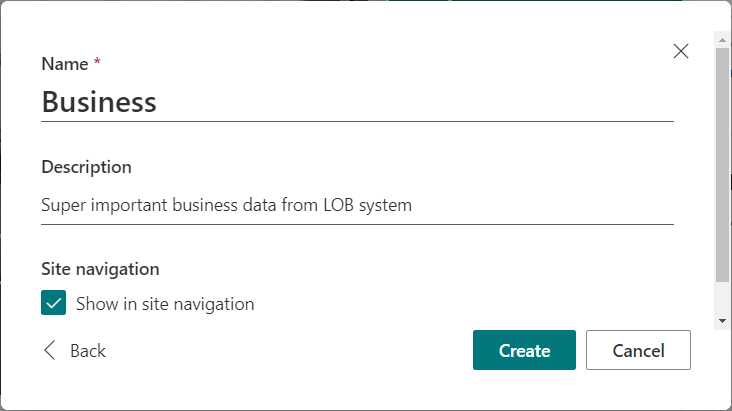 Name *
Business
Description
Super important business data from LOB system
Site navigation
Show in site navigation
Back
Create
Cancel